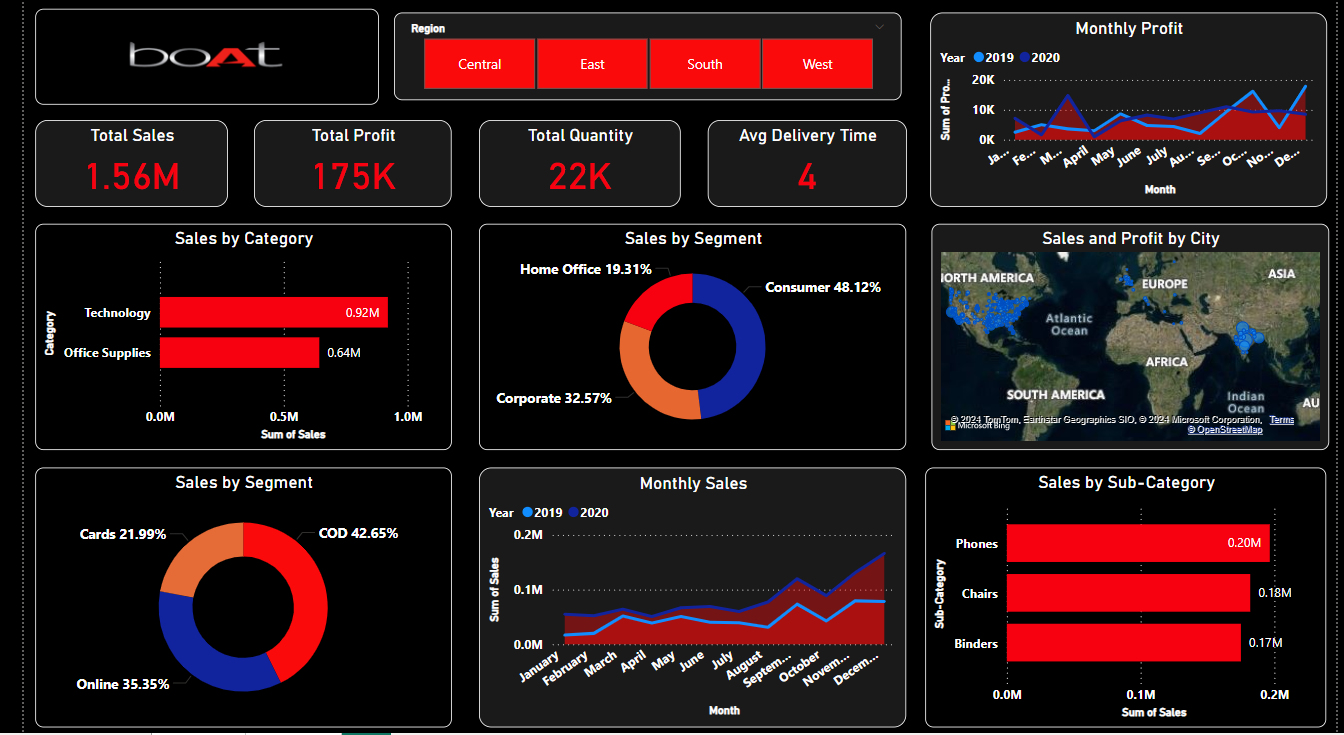 boAt
Region
Central
East
South
West
Total Sales
1.56M
Total Profit
175K
Total Quantity
22K
Avg Delivery Time
4
Monthly Profit
Year 2019 2020
Sum of Pro...
20K
10K
0K
Ja... Fe... M... April May June July Au... Se... Oc... No... De...
Month
Sales by Category
Category
Technology
0.92M
Office Supplies
0.64M
0.0M 0.5M 1.0M
Sum of Sales
Sales by Segment
Home Office 19.31%
Consumer 48.12%
Corporate 32.57%
Sales and Profit by City
NORTH AMERICA
EUROPE
ASIA
Atlantic
Ocean
AFRICA
SOUTH AMERICA
Indian
Ocean
AU
© 2024 TomTom, Earthstar Geographics SIO, © 2024 Microsoft Corporation, Terms
Microsoft Bing
© OpenStreetMap
Sales by Segment
Cards 21.99%
COD 42.65%
Online 35.35%
Monthly Sales
Year 2019 2020
Sum of Sales
0.2M
0.1M
0.0M
January February March April May June July August Septem... October Novem... Decem...
Month
Sales by Sub-Category
Sub-Category
Phones
0.20M
Chairs
0.18M
Binders
0.17M
0.0M 0.1M 0.2M
Sum of Sales